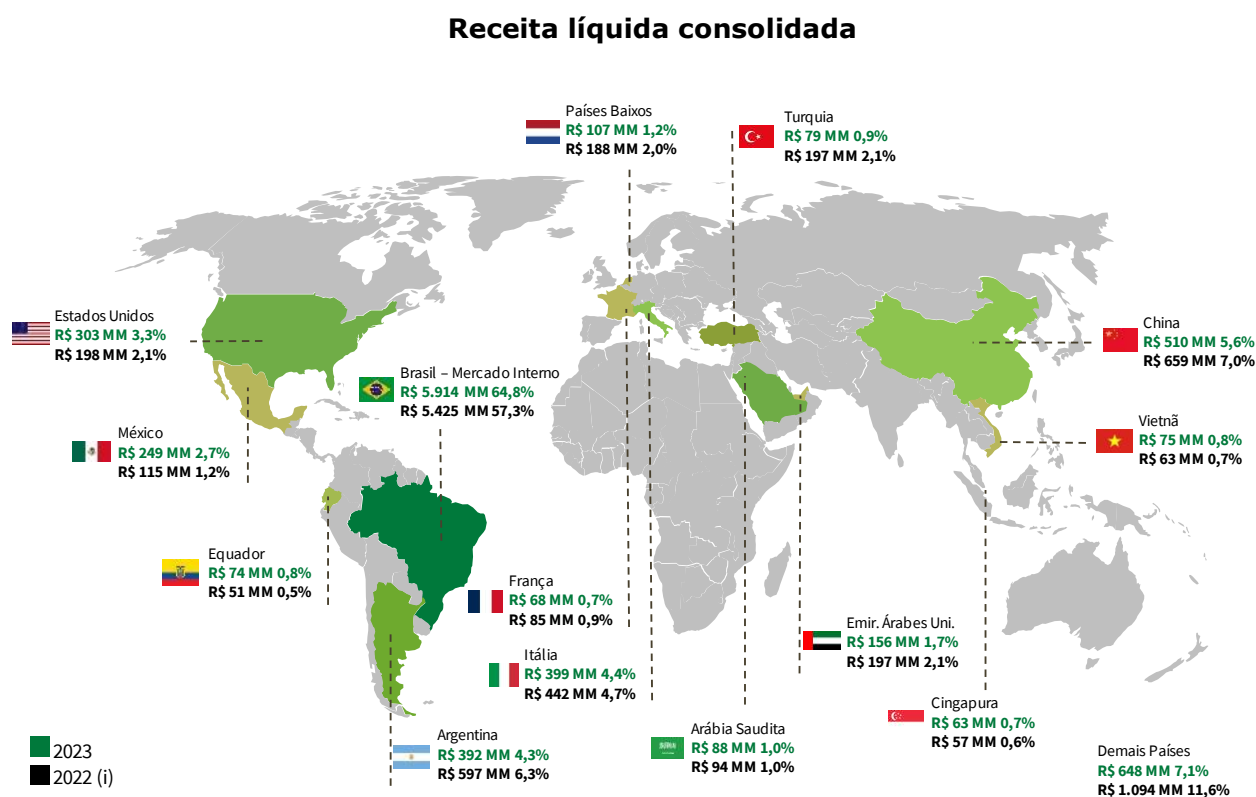 Receita líquida consolidada
Países Baixos
R$ 107 MM 1,2%
R$ 188 MM 2,0%
Turquia
R$ 79 MM 0,9%
R$ 197 MM 2,1%
Estados Unidos
R$ 303 MM 3,3%
R$ 198 MM 2,1%
China
R$ 510 MM 5,6%
R$ 659 MM 7,0%
Brasil – Mercado Interno
R$ 5.914 MM 64,8%
R$ 5.425 MM 57,3%
México
R$ 249 MM 2,7%
R$ 115 MM 1,2%
Vietnã
R$ 75 MM 0,8%
R$ 63 MM 0,7%
Equador
R$ 74 MM 0,8%
R$ 51 MM 0,5%
França
R$ 68 MM 0,7%
R$ 85 MM 0,9%
Emir. Árabes Uni.
R$ 156 MM 1,7%
R$ 197 MM 2,1%
Itália
R$ 399 MM 4,4%
R$ 442 MM 4,7%
Cingapura
R$ 63 MM 0,7%
R$ 57 MM 0,6%
Arábia Saudita
R$ 88 MM 1,0%
R$ 94 MM 1,0%
Argentina
R$ 392 MM 4,3%
R$ 597 MM 6,3%
Demais Países
R$ 648 MM 7,1%
R$ 1.094 MM 11,6%
2023
2022 (i)